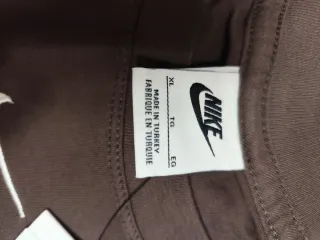 NIKE
XL TG EG
MADE IN TURKEY
FABRIQUE EN TURQUIE